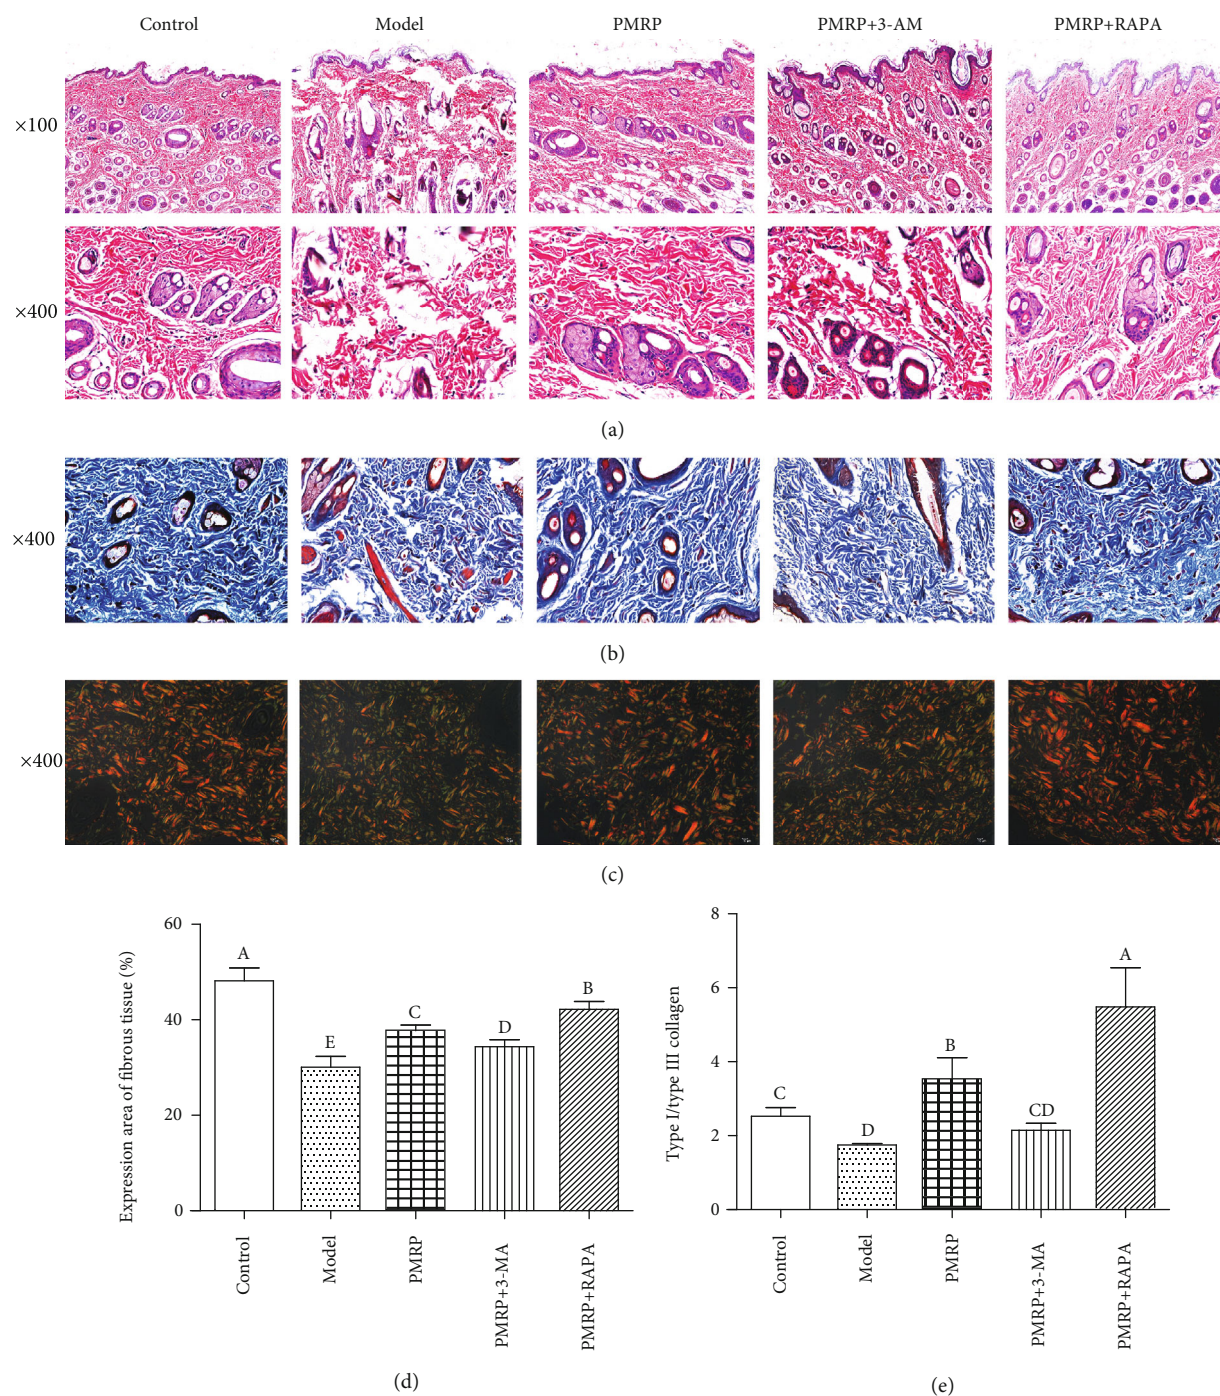 Control Model PMRP PMRP+3-AM PMRP+RAPA
×100
×400
(a)
×400
(b)
×400
(c)
Expression area of fibrous tissue (%)
60
40
20
0
A
E
C
D
B
Control
Model
PMRP
PMRP+3-MA
PMRP+RAPA
(d)
Type I/type III collagen
8
6
4
2
0
C
D
B
CD
A
Control
Model
PMRP
PMRP+3-MA
PMRP+RAPA
(e)